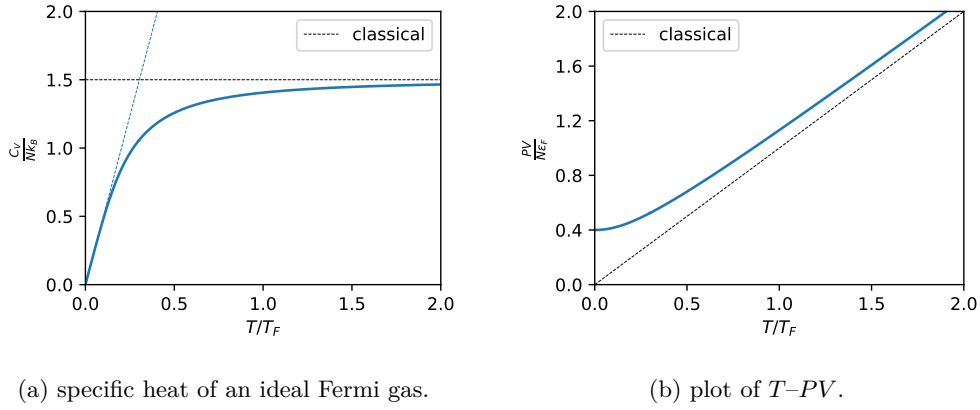 2.0
1.5
1.0
0.5
0.0
C_V / Nk_B
classical
0.0 0.5 1.0 1.5 2.0
T/T_F
(a) specific heat of an ideal Fermi gas.
2.0
1.6
1.2
0.8
0.4
0.0
PV / Nε_F
classical
0.0 0.5 1.0 1.5 2.0
T/T_F
(b) plot of T–PV.